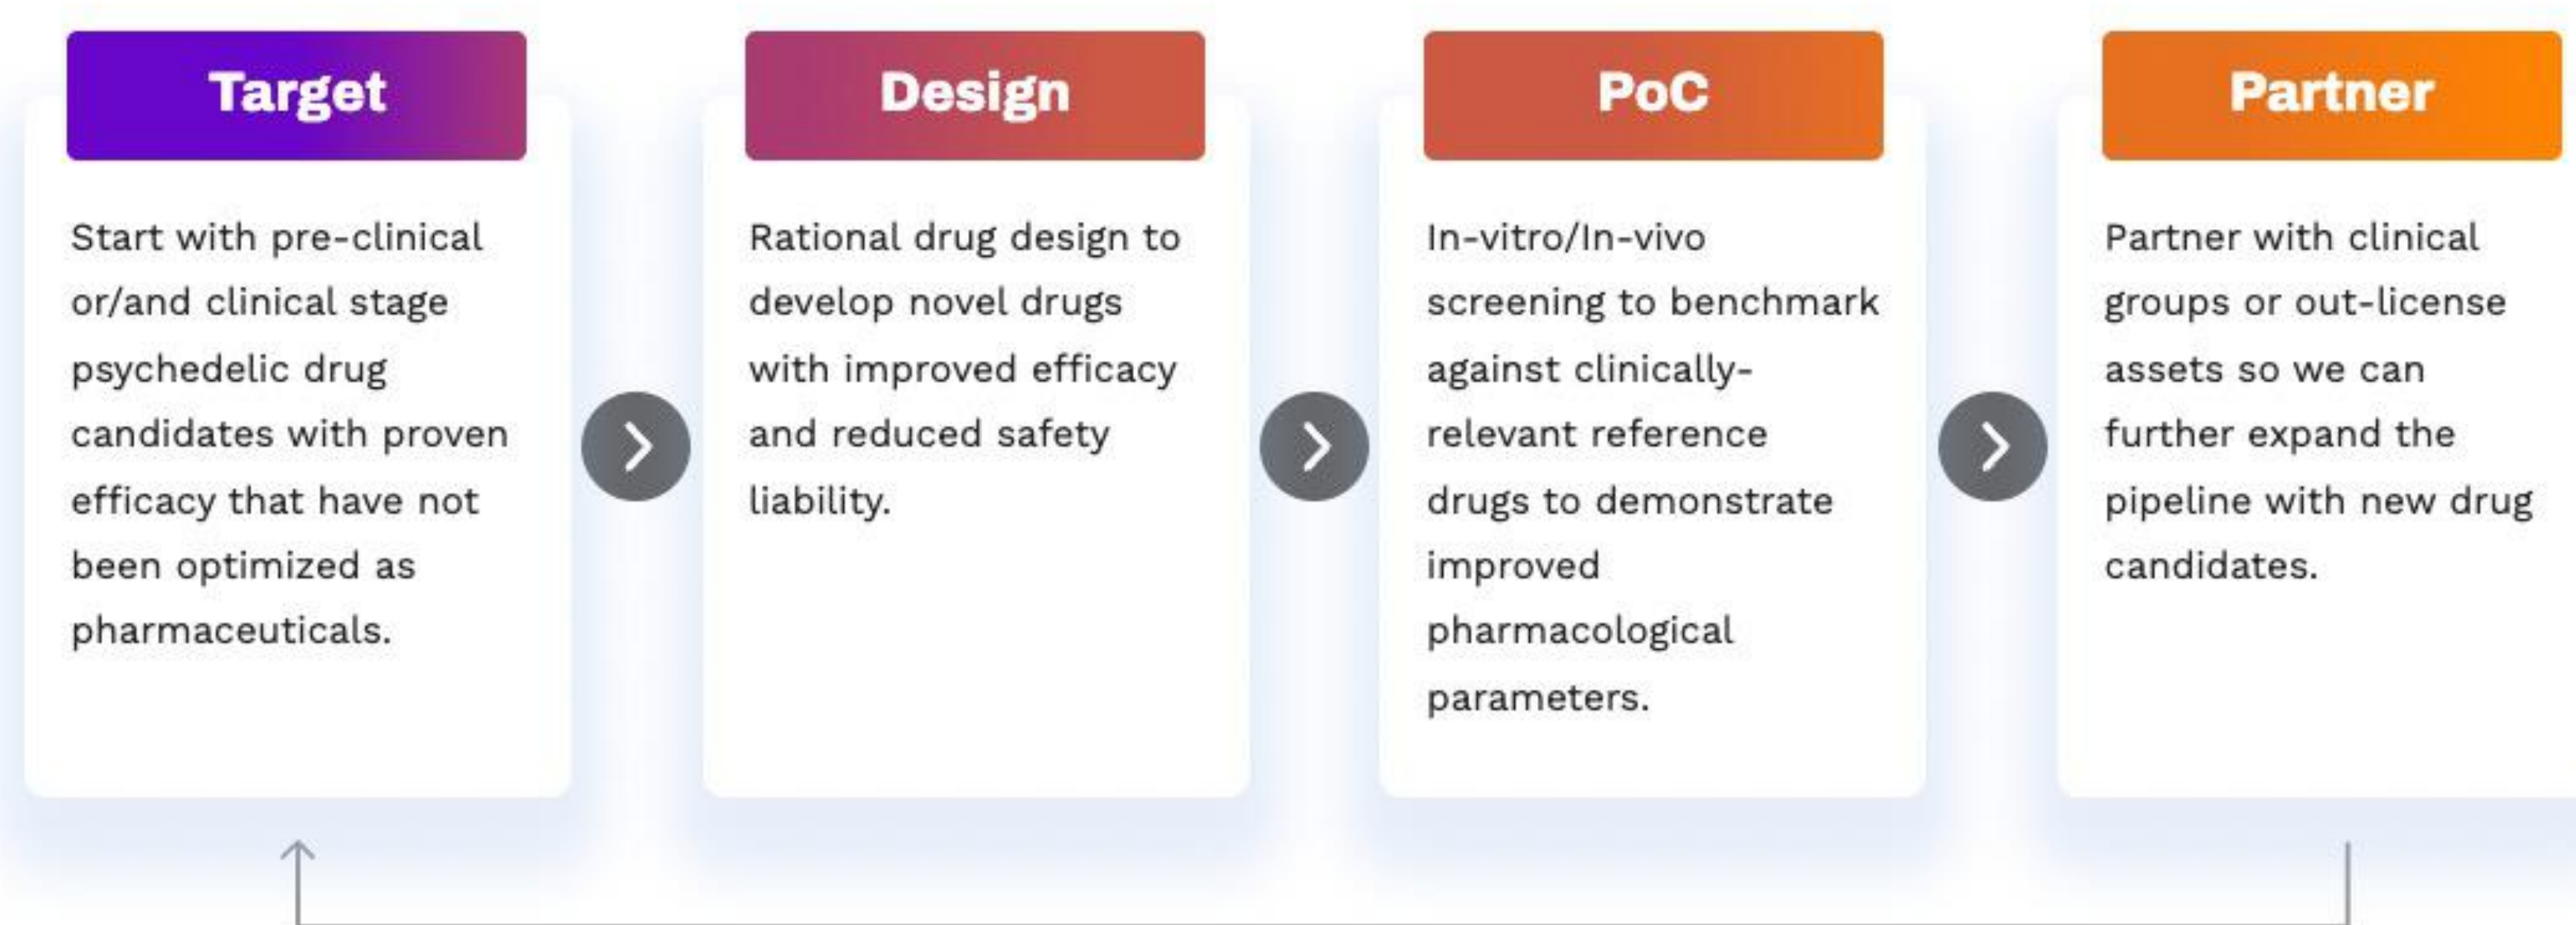 Target
Start with pre-clinical
or/and clinical stage
psychedelic drug
candidates with proven
efficacy that have not
been optimized as
pharmaceuticals.
Design
Rational drug design to
develop novel drugs
with improved efficacy
and reduced safety
liability.
PoC
In-vitro/In-vivo
screening to benchmark
against clinically-
relevant reference
drugs to demonstrate
improved
pharmacological
parameters.
Partner
Partner with clinical
groups or out-license
assets so we can
further expand the
pipeline with new drug
candidates.